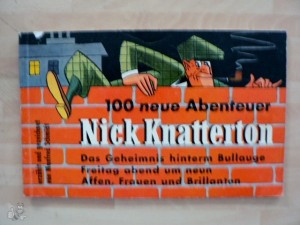 100 neue Abenteuer
Nick Knatterton
Das Geheimnis hinterm Bullauge
Freitag abend um neun
Affen, Frauen und Brillanten